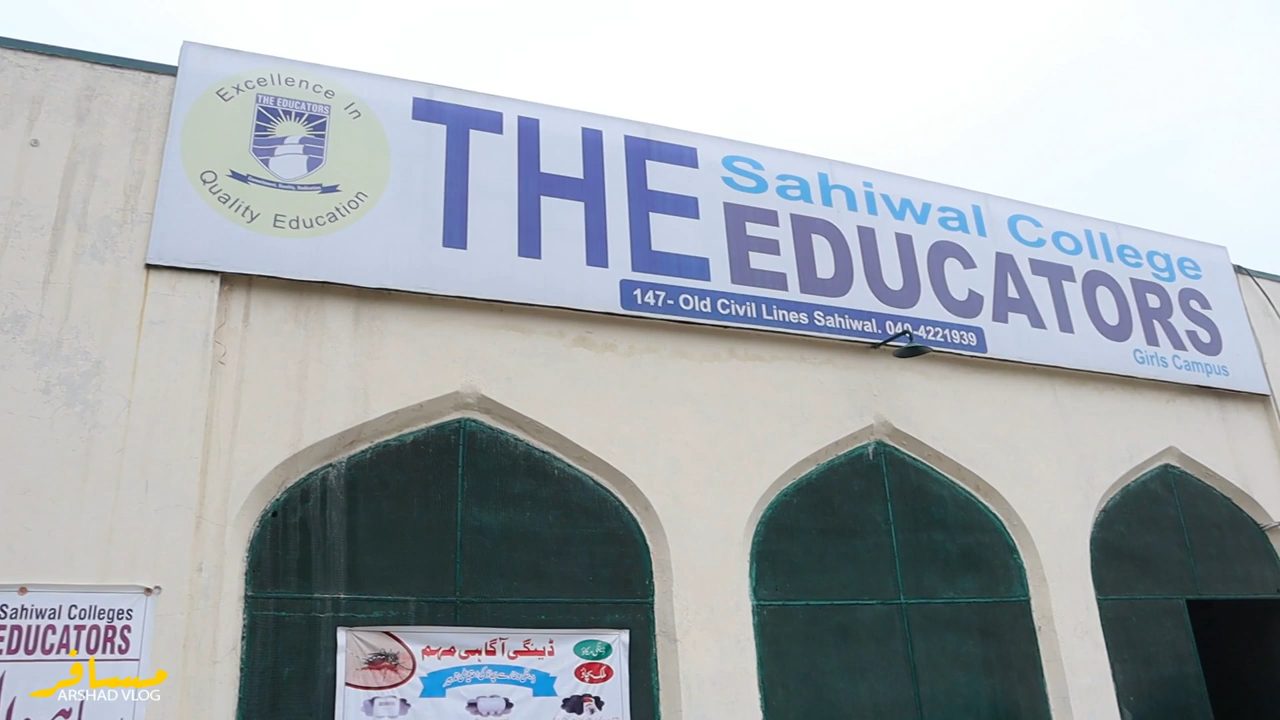 Excellence In
THE EDUCATORS
Quality Education
THE
Sahiwal College
EDUCATORS
147- Old Civil Lines Sahiwal. 040-4221939
Girls Campus
Sahiwal Colleges
EDUCATORS
ڈینگی آگاہی مہم
مسافر
ARSHAD VLOG